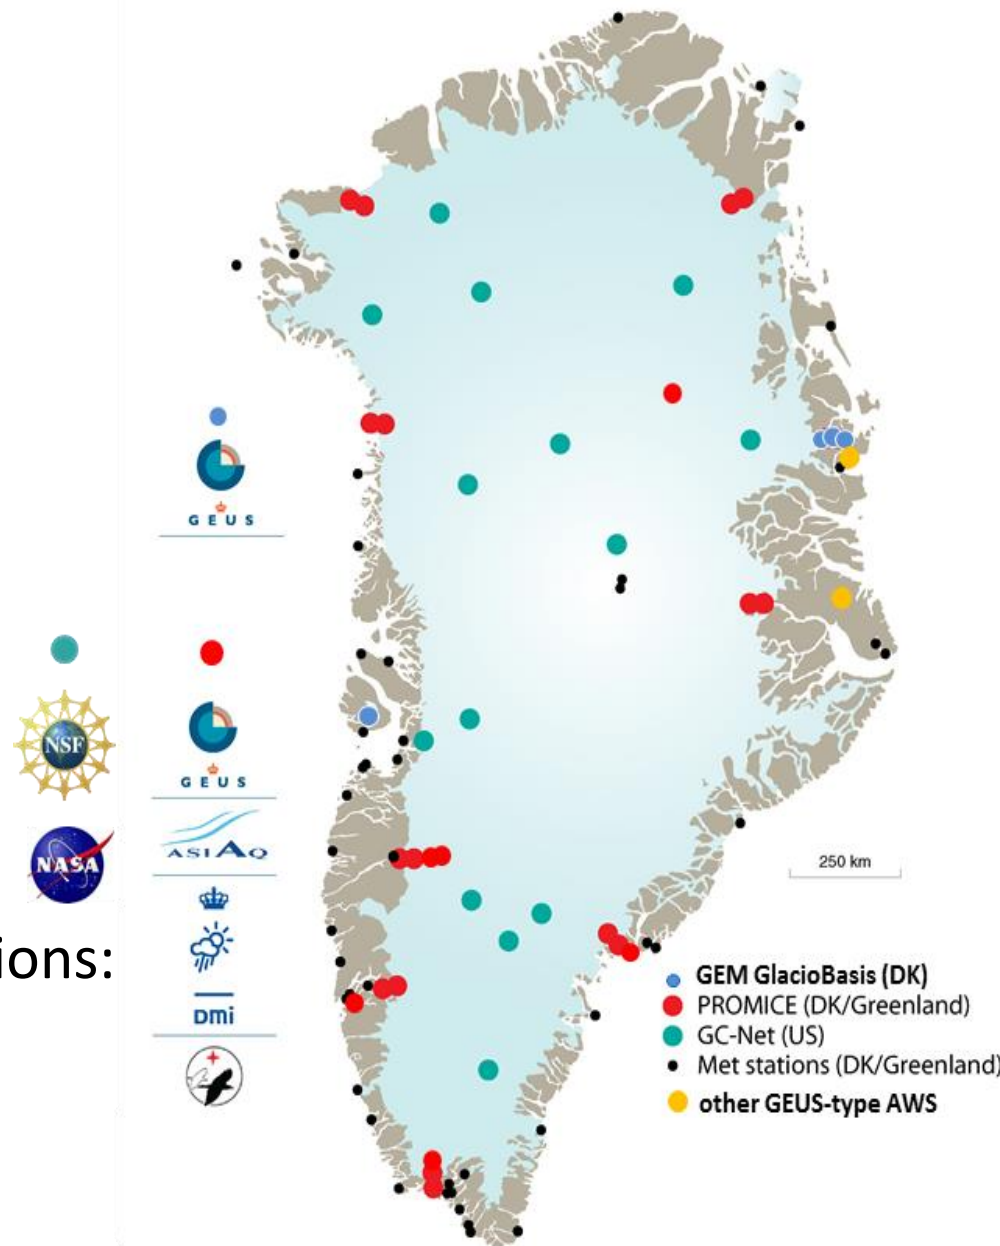 GEUS
NSF
GEUS
ASIAQ
NASA
250 km
ions:
DMI
GEM GlacioBasis (DK)
PROMICE (DK/Greenland)
GC-Net (US)
Met stations (DK/Greenland)
other GEUS-type AWS